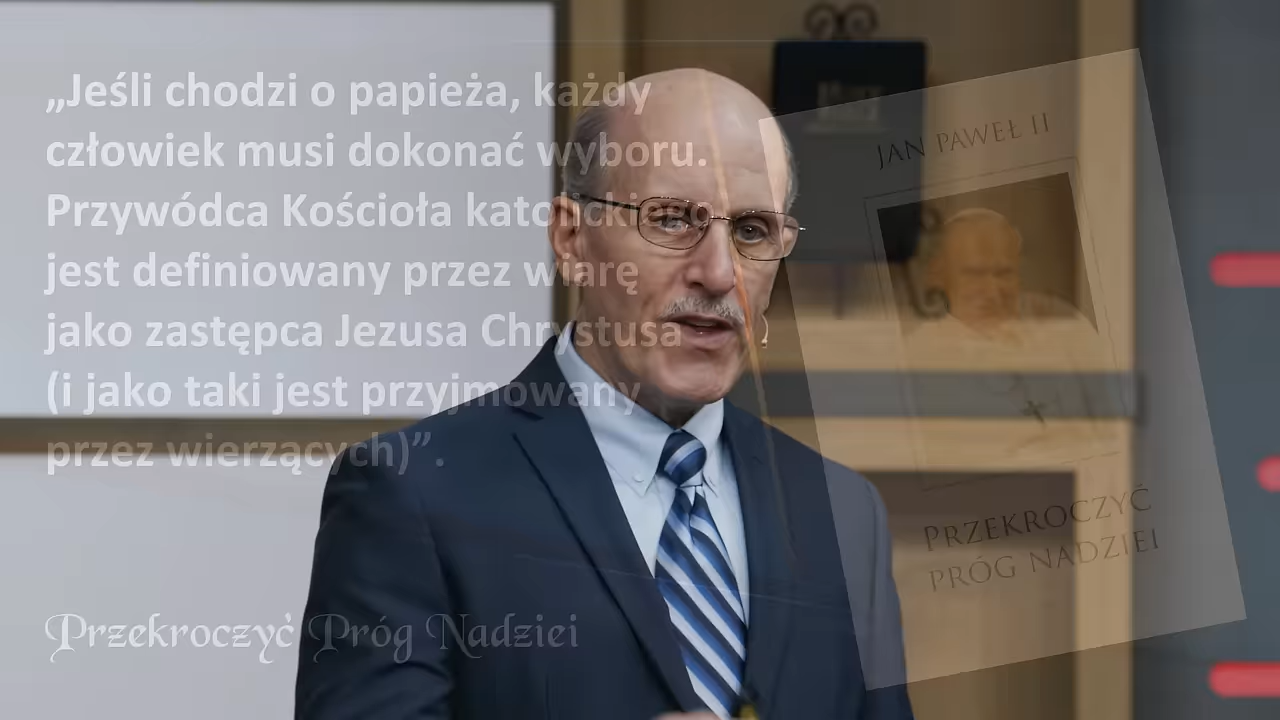 „Jeśli chodzi o papieża, każdy
człowiek musi dokonać wyboru.
Przywódca Kościoła
jest definiowany przez wiarę
jako zastępca Jezusa Chrystusa
(i jako taki jest przyjmowany
przez wierzących)”.
Przekroczyć Próg Nadziei
JAN PAWEŁ II
PRZEKROCZYĆ
PRÓG NADZIEI